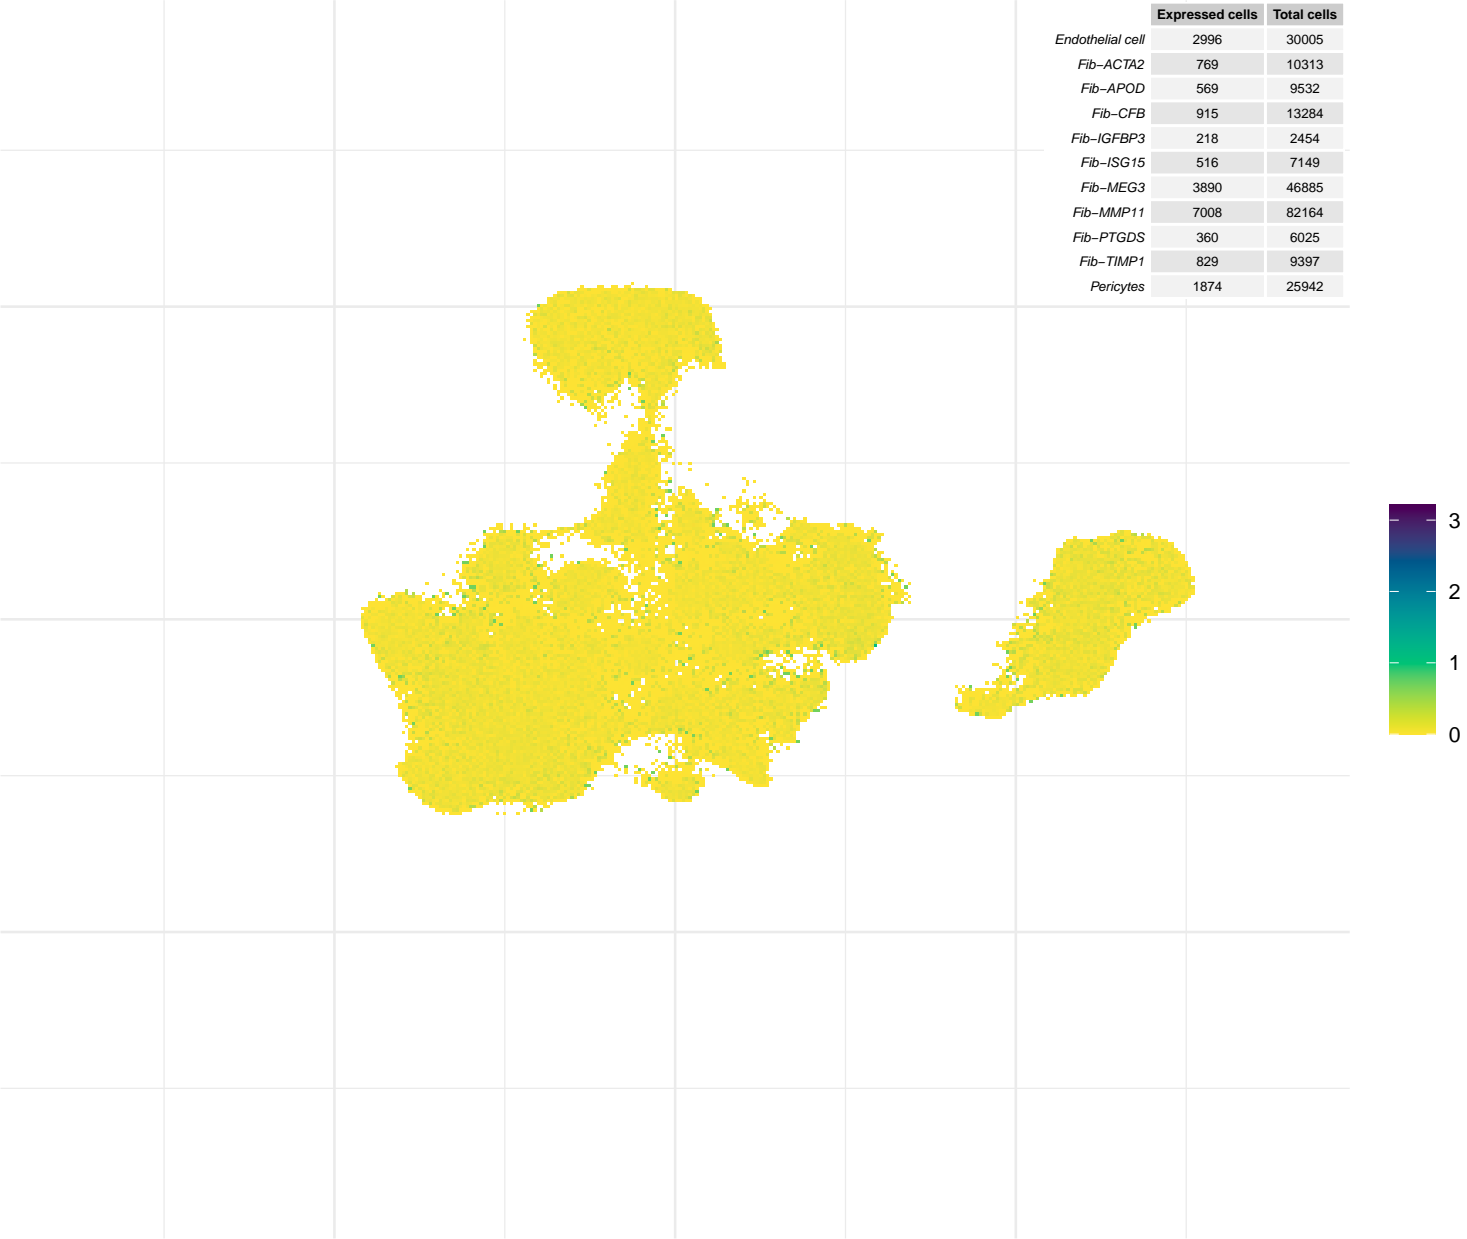 Expressed cells Total cells
Endothelial cell 2996 30005
Fib−ACTA2 769 10313
Fib−APOD 569 9532
Fib−CFB 915 13284
Fib−IGFBP3 218 2454
Fib−ISG15 516 7149
Fib−MEG3 3890 46885
Fib−MMP11 7008 82164
Fib−PTGDS 360 6025
Fib−TIMP1 829 9397
Pericytes 1874 25942
3
2
1
0